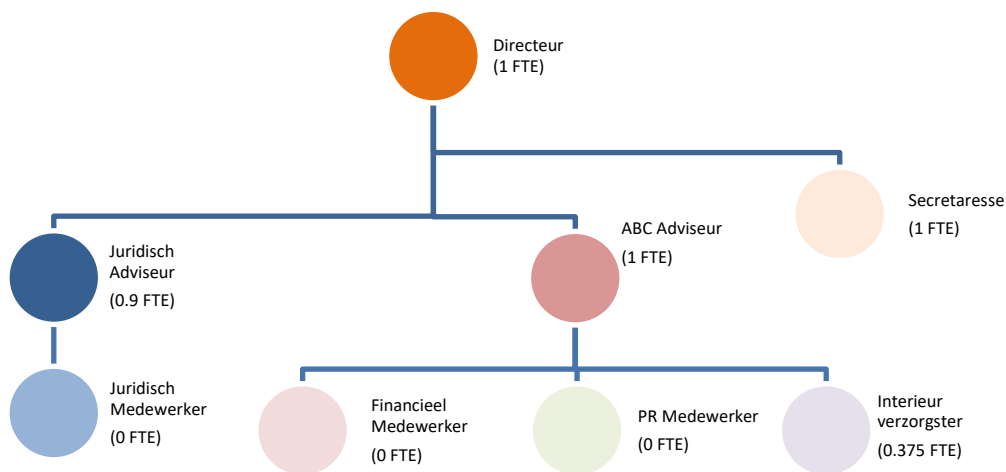 Directeur
(1 FTE)
Secretaresse
(1 FTE)
Juridisch
Adviseur
(0.9 FTE)
ABC Adviseur
(1 FTE)
Juridisch
Medewerker
(0 FTE)
Financieel
Medewerker
(0 FTE)
PR Medewerker
(0 FTE)
Interieur
verzorgster
(0.375 FTE)